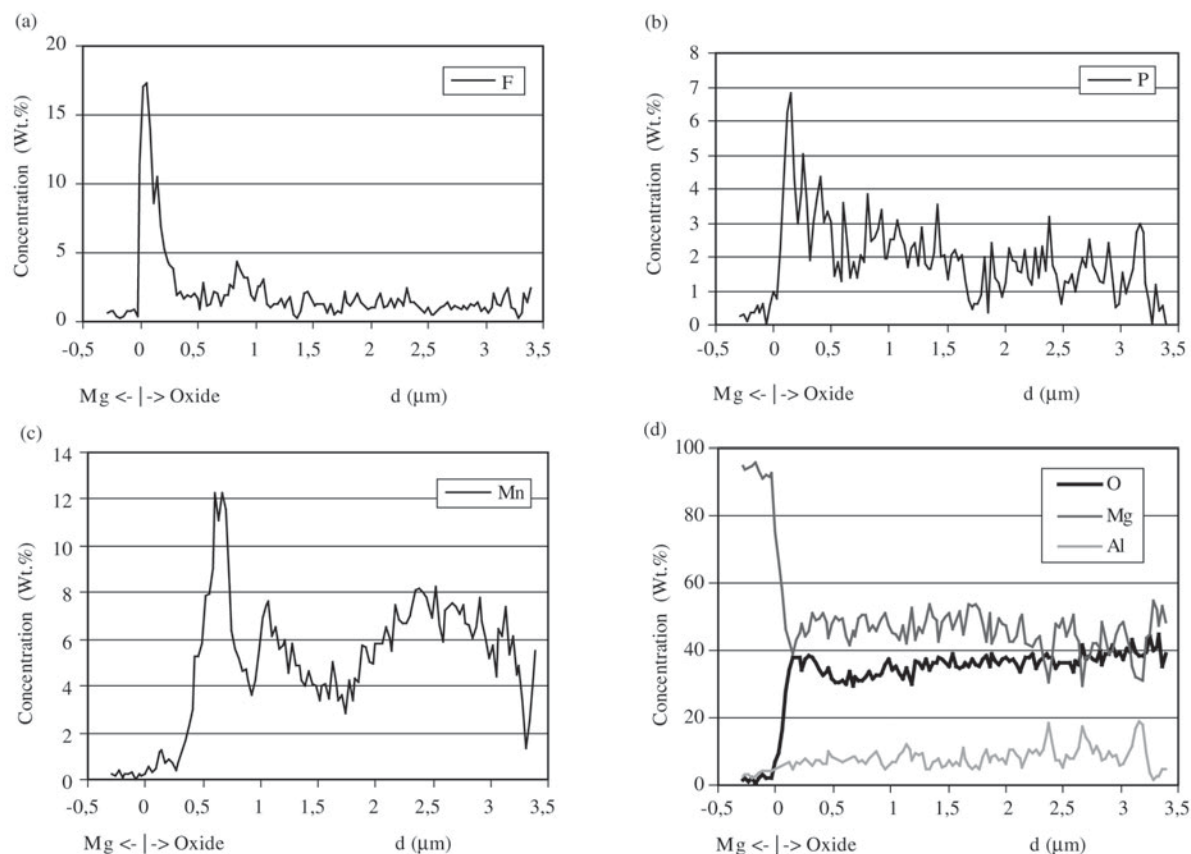 (a)
Concentration (Wt.%)
20
15
10
5
0
F
-0,5 0 0,5 1 1,5 2 2,5 3 3,5
Mg <- | -> Oxide d (μm)
(b)
Concentration (Wt.%)
8
7
6
5
4
3
2
1
0
P
-0,5 0 0,5 1 1,5 2 2,5 3 3,5
Mg <- | -> Oxide d (μm)
(c)
Concentration (Wt.%)
14
12
10
8
6
4
2
0
Mn
-0,5 0 0,5 1 1,5 2 2,5 3 3,5
Mg <- | -> Oxide d (μm)
(d)
Concentration (Wt.%)
100
80
60
40
20
0
O
Mg
Al
-0,5 0 0,5 1 1,5 2 2,5 3 3,5
Mg <- | -> Oxide d (μm)